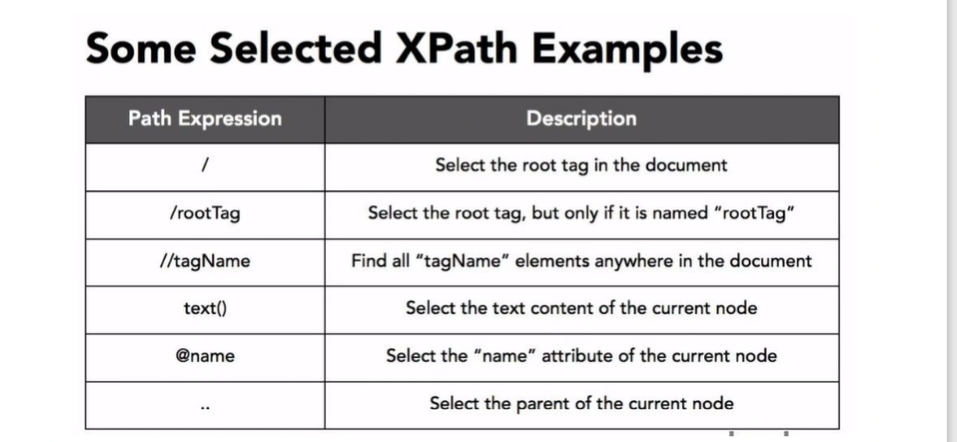 Some Selected XPath Examples
Path Expression Description
/ Select the root tag in the document
/rootTag Select the root tag, but only if it is named “rootTag”
//tagName Find all “tagName” elements anywhere in the document
text() Select the text content of the current node
@name Select the “name” attribute of the current node
.. Select the parent of the current node